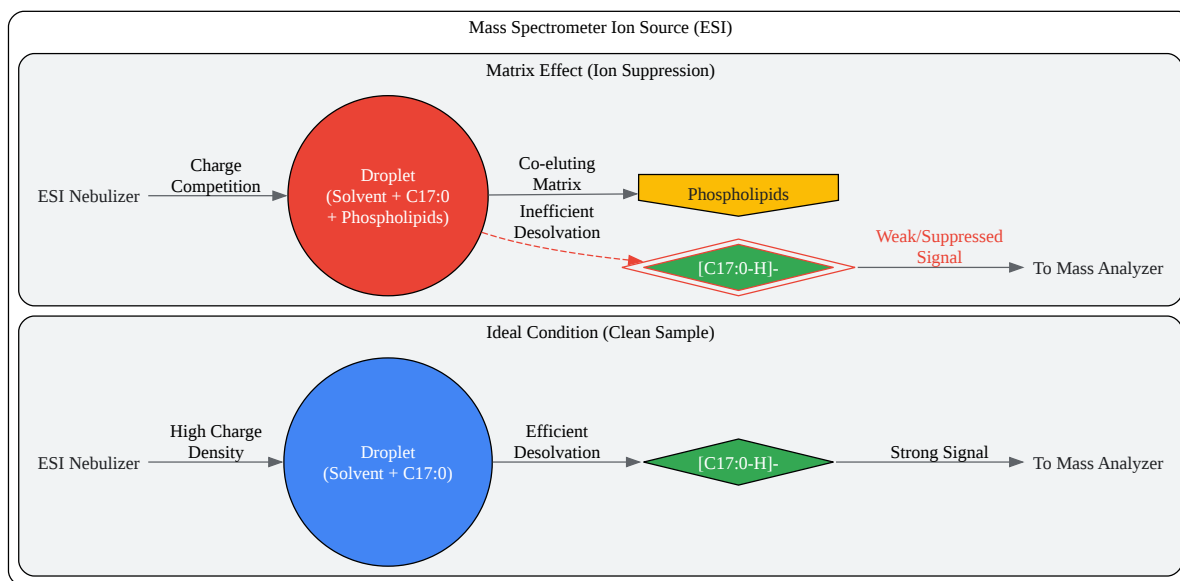 Mass Spectrometer Ion Source (ESI)
Matrix Effect (Ion Suppression)
ESI Nebulizer
Charge
Competition
Droplet
(Solvent + C17:0
+ Phospholipids)
Co-eluting
Matrix
Phospholipids
Inefficient
Desolvation
[C17:0-H]-
Weak/Suppressed
Signal
To Mass Analyzer
Ideal Condition (Clean Sample)
ESI Nebulizer
High Charge
Density
Droplet
(Solvent + C17:0)
Efficient
Desolvation
[C17:0-H]-
Strong Signal
To Mass Analyzer